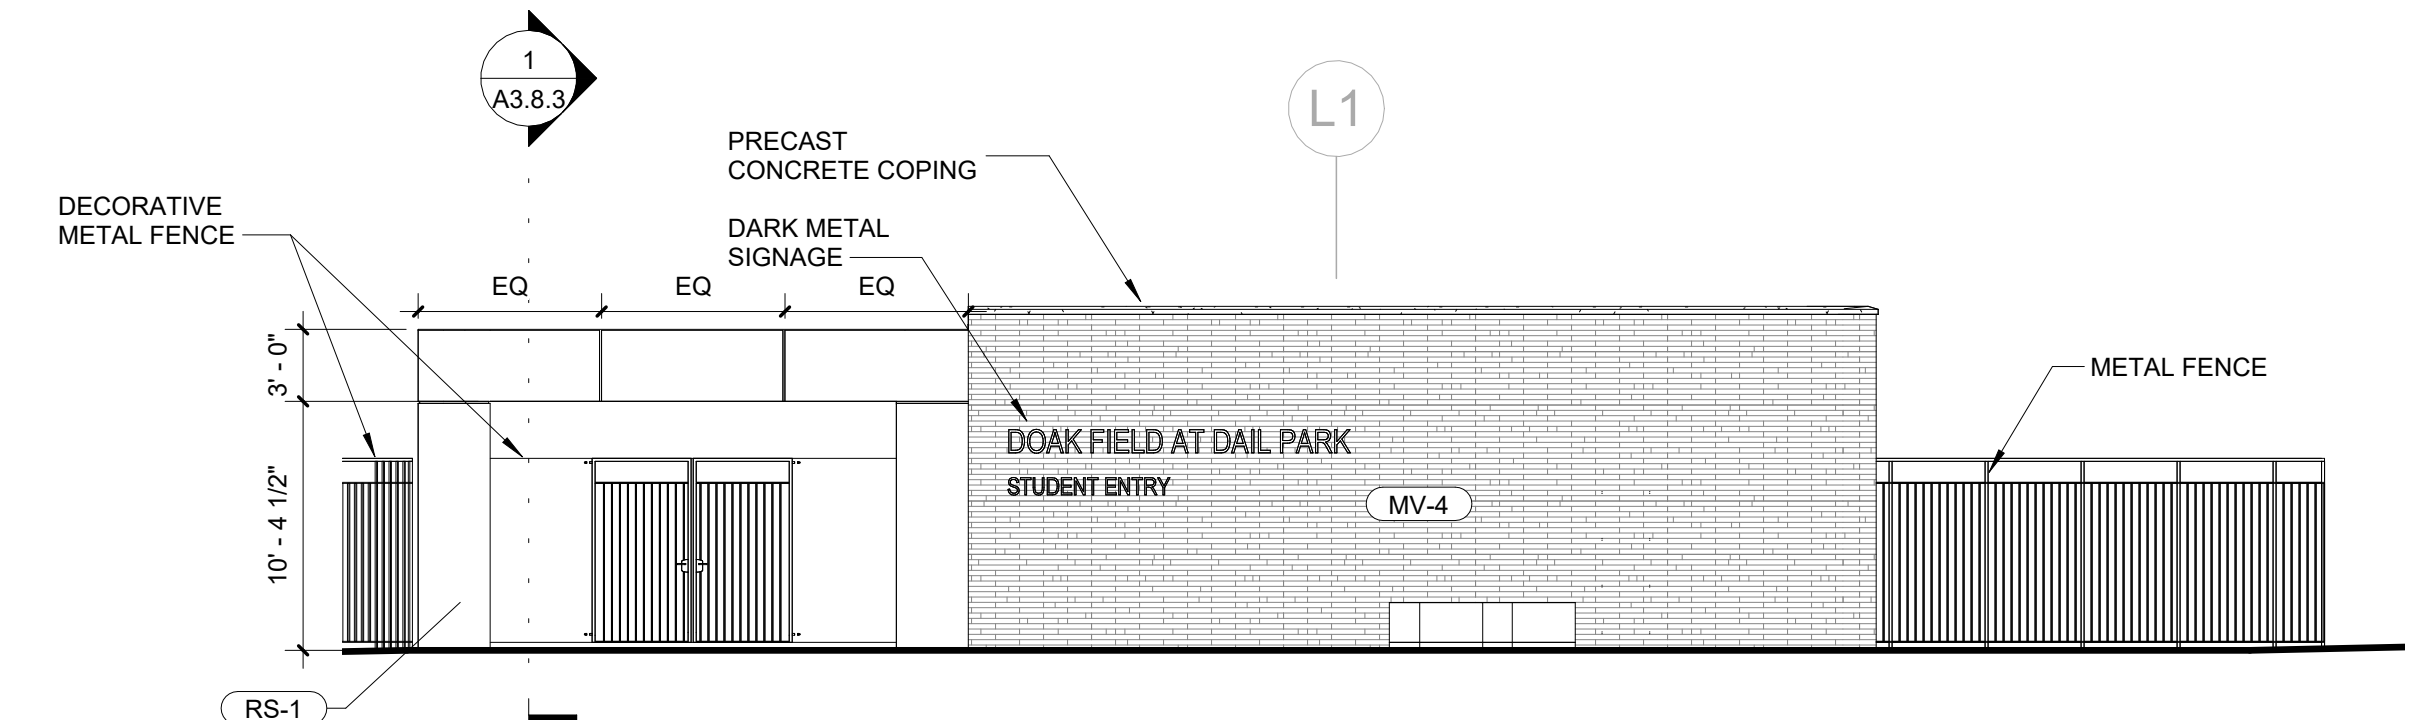 1
A3.8.3
L1
PRECAST
CONCRETE COPING
DECORATIVE
METAL FENCE
DARK METAL
SIGNAGE
EQ
EQ
EQ
3' - 0"
METAL FENCE
DOAK FIELD AT DAIL PARK
STUDENT ENTRY
MV-4
10' - 4 1/2"
RS-1